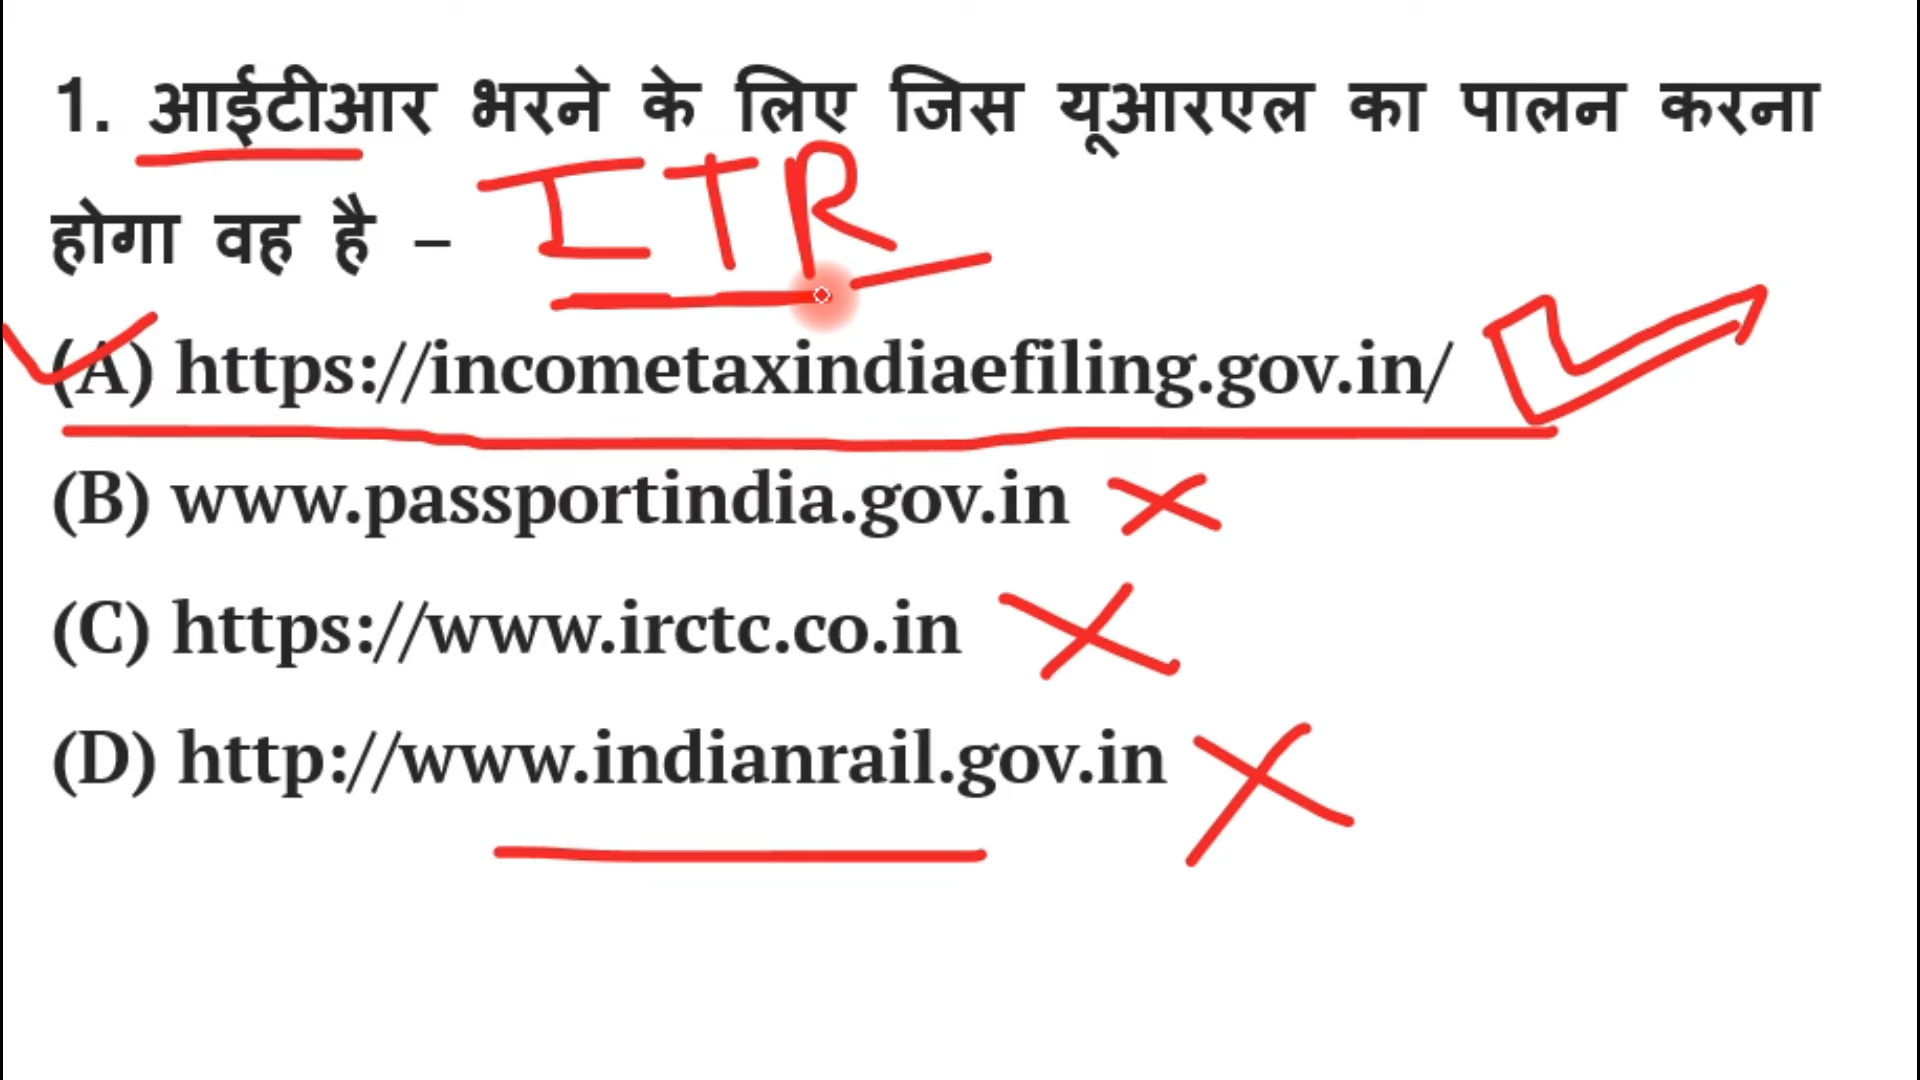 1. आईटीआर भरने के लिए जिस यूआरएल का पालन करना
होगा वह है –
ITR
(A) https://incometaxindiaefiling.gov.in/
(B) www.passportindia.gov.in
(C) https://www.irctc.co.in
(D) http://www.indianrail.gov.in